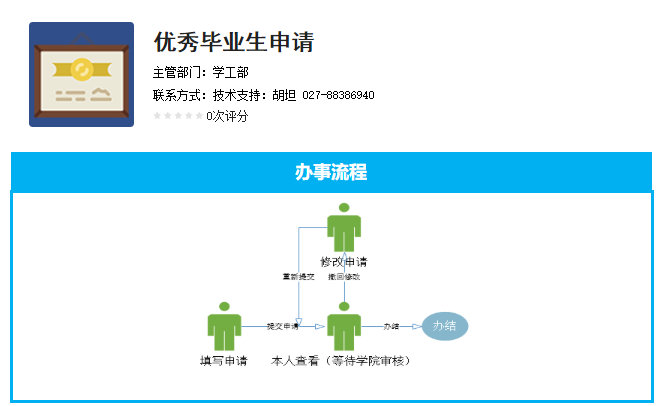 优秀毕业生申请
主管部门：学工部
联系方式：技术支持：胡坦 027-88386940
0次评分
办事流程
修改申请
重新提交 撤回修改
提交申请 办结 办结
填写申请 本人查看（等待学院审核）